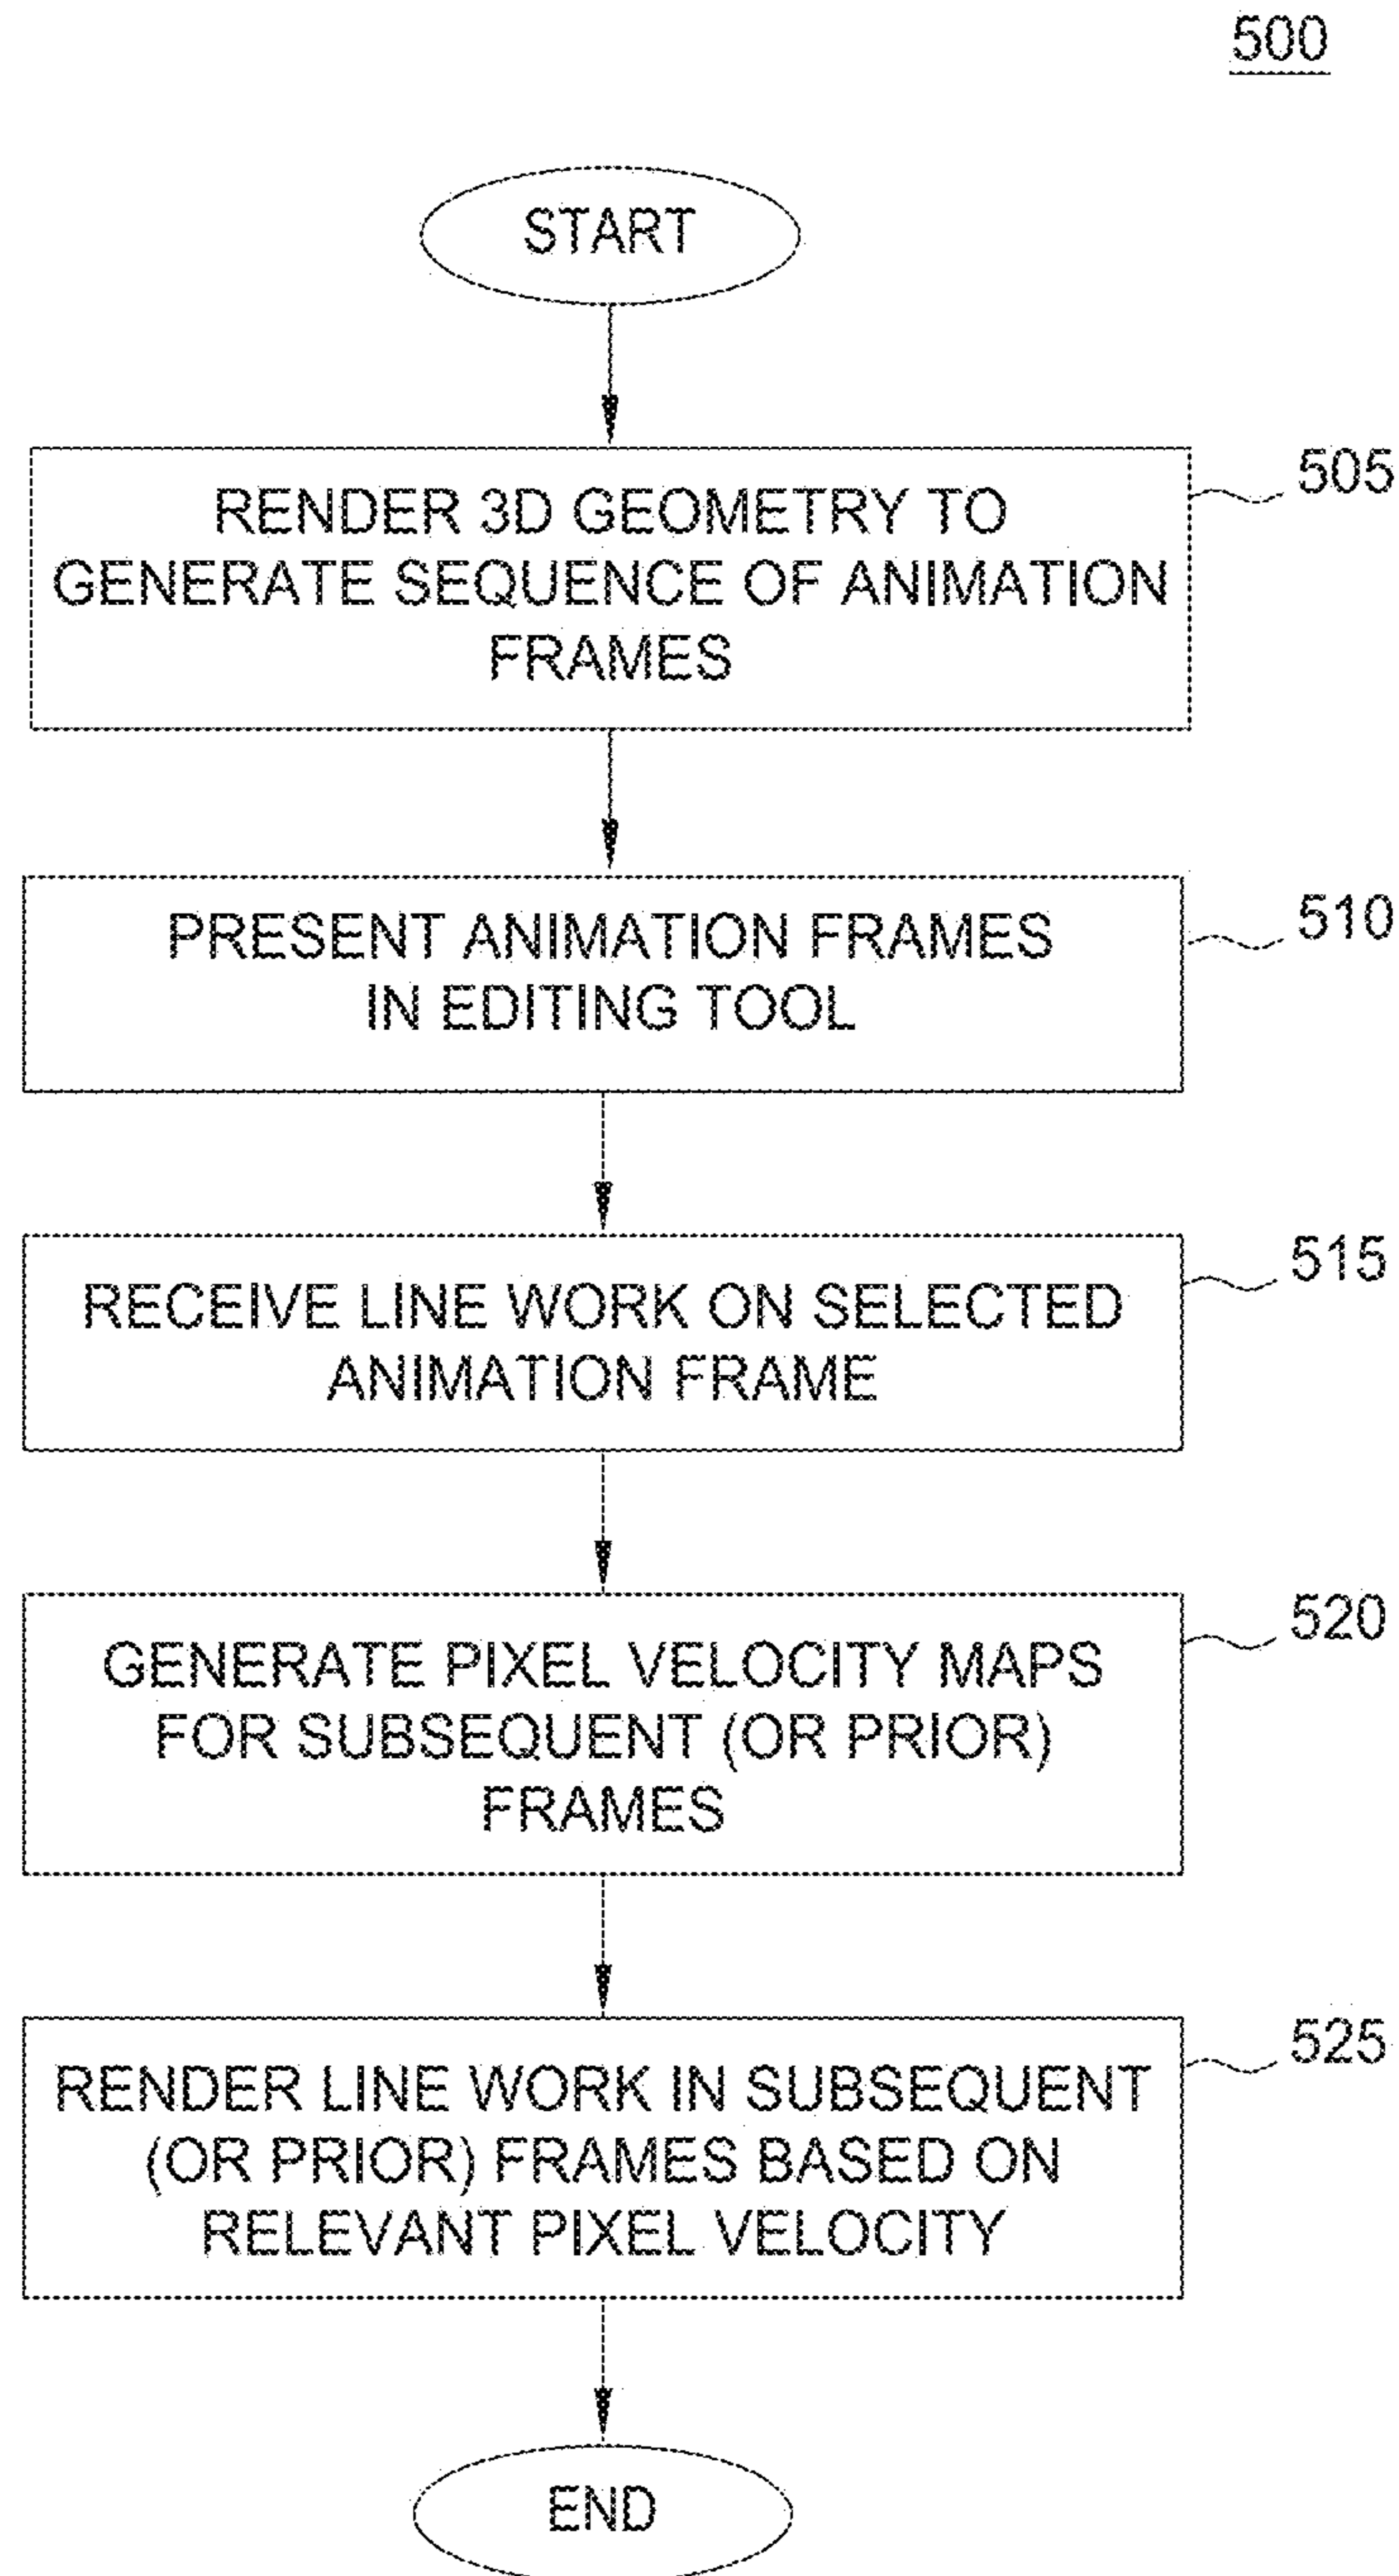 500
START
RENDER 3D GEOMETRY TO
GENERATE SEQUENCE OF ANIMATION
FRAMES
505
PRESENT ANIMATION FRAMES
IN EDITING TOOL
510
RECEIVE LINE WORK ON SELECTED
ANIMATION FRAME
515
GENERATE PIXEL VELOCITY MAPS
FOR SUBSEQUENT (OR PRIOR)
FRAMES
520
RENDER LINE WORK IN SUBSEQUENT
(OR PRIOR) FRAMES BASED ON
RELEVANT PIXEL VELOCITY
525
END